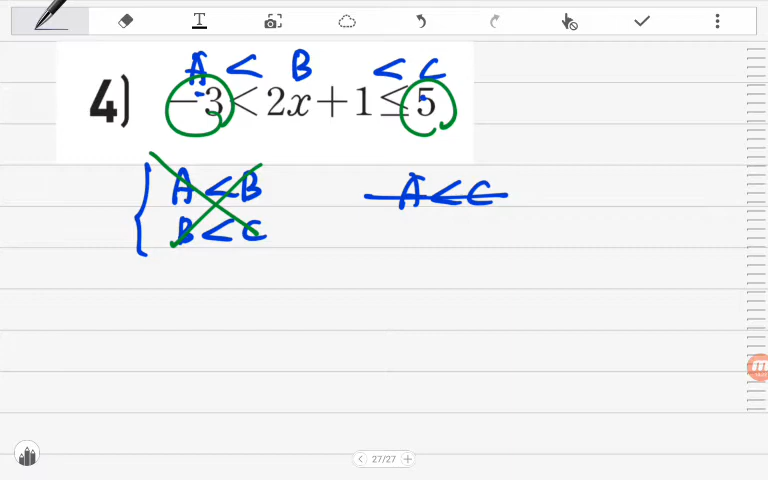 A < B < C
4) −3 < 2x + 1 ≤ 5
A < B
A < C
B < C
27/27